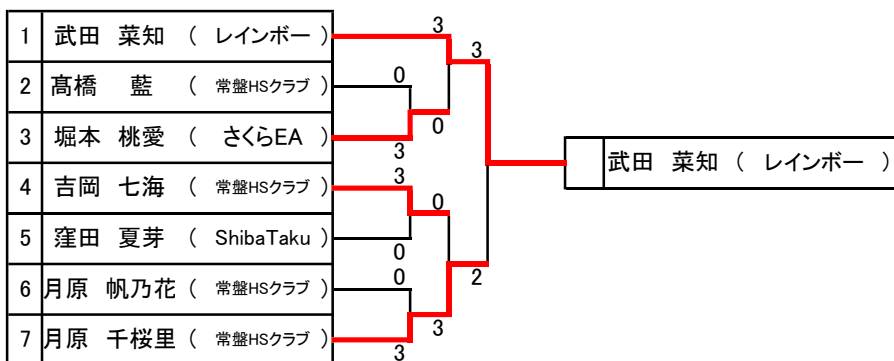 1 武田 菜知 ( レインボー )
2 髙橋 藍 ( 常盤HSクラブ )
3 堀本 桃愛 ( さくらEA )
4 吉岡 七海 ( 常盤HSクラブ )
5 窪田 夏芽 ( ShibaTaku )
6 月原 帆乃花 ( 常盤HSクラブ )
7 月原 千桜里 ( 常盤HSクラブ )
3
3
0
0
3
3
0
0
0
2
3
3
武田 菜知 ( レインボー )